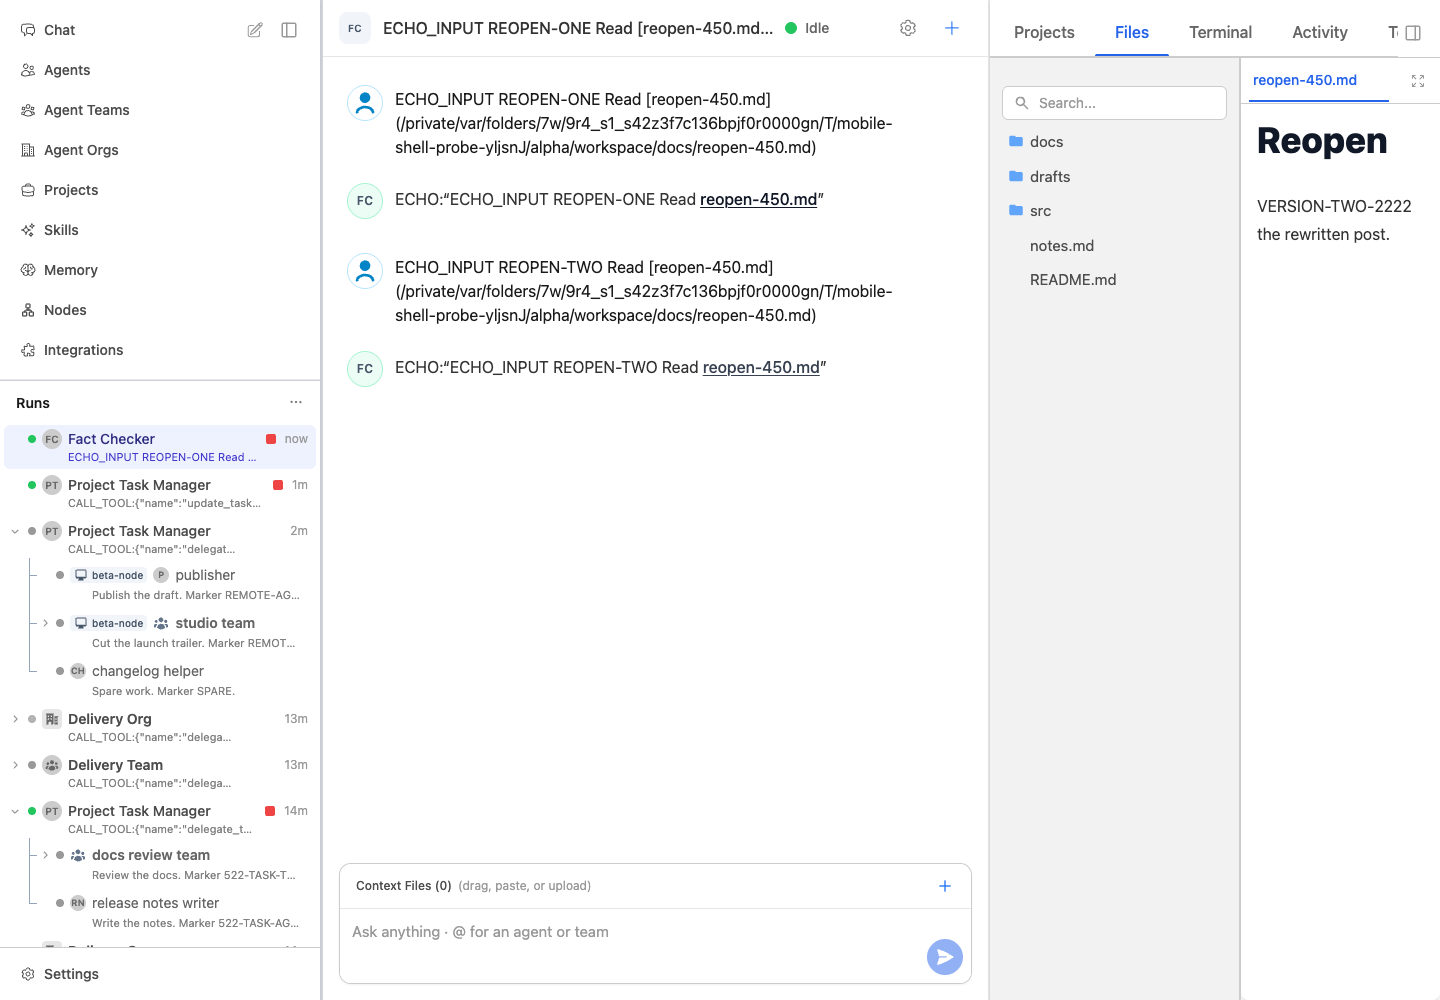 Chat
Agents
Agent Teams
Agent Orgs
Projects
Skills
Memory
Nodes
Integrations
Runs
FC Fact Checker now
ECHO_INPUT REOPEN-ONE Read ...
PT Project Task Manager 1m
CALL_TOOL:{"name":"update_task...
PT Project Task Manager 2m
CALL_TOOL:{"name":"delegat...
beta-node P publisher
Publish the draft. Marker REMOTE-AG...
beta-node studio team
Cut the launch trailer. Marker REMOT...
CH changelog helper
Spare work. Marker SPARE.
Delivery Org 13m
CALL_TOOL:{"name":"delega...
Delivery Team 13m
CALL_TOOL:{"name":"delega...
PT Project Task Manager 14m
CALL_TOOL:{"name":"delegate_t...
docs review team
Review the docs. Marker 522-TASK-T...
RN release notes writer
Write the notes. Marker 522-TASK-AG...
Settings
FC ECHO_INPUT REOPEN-ONE Read [reopen-450.md... Idle
ECHO_INPUT REOPEN-ONE Read [reopen-450.md]
(/private/var/folders/7w/9r4_s1_s42z3f7c136bpjf0r0000gn/T/mobile-
shell-probe-yljsnJ/alpha/workspace/docs/reopen-450.md)
FC ECHO:“ECHO_INPUT REOPEN-ONE Read reopen-450.md”
ECHO_INPUT REOPEN-TWO Read [reopen-450.md]
(/private/var/folders/7w/9r4_s1_s42z3f7c136bpjf0r0000gn/T/mobile-
shell-probe-yljsnJ/alpha/workspace/docs/reopen-450.md)
FC ECHO:“ECHO_INPUT REOPEN-TWO Read reopen-450.md”
Context Files (0) (drag, paste, or upload)
Ask anything · @ for an agent or team
Projects Files Terminal Activity
Search...
docs
drafts
src
notes.md
README.md
reopen-450.md
Reopen
VERSION-TWO-2222
the rewritten post.